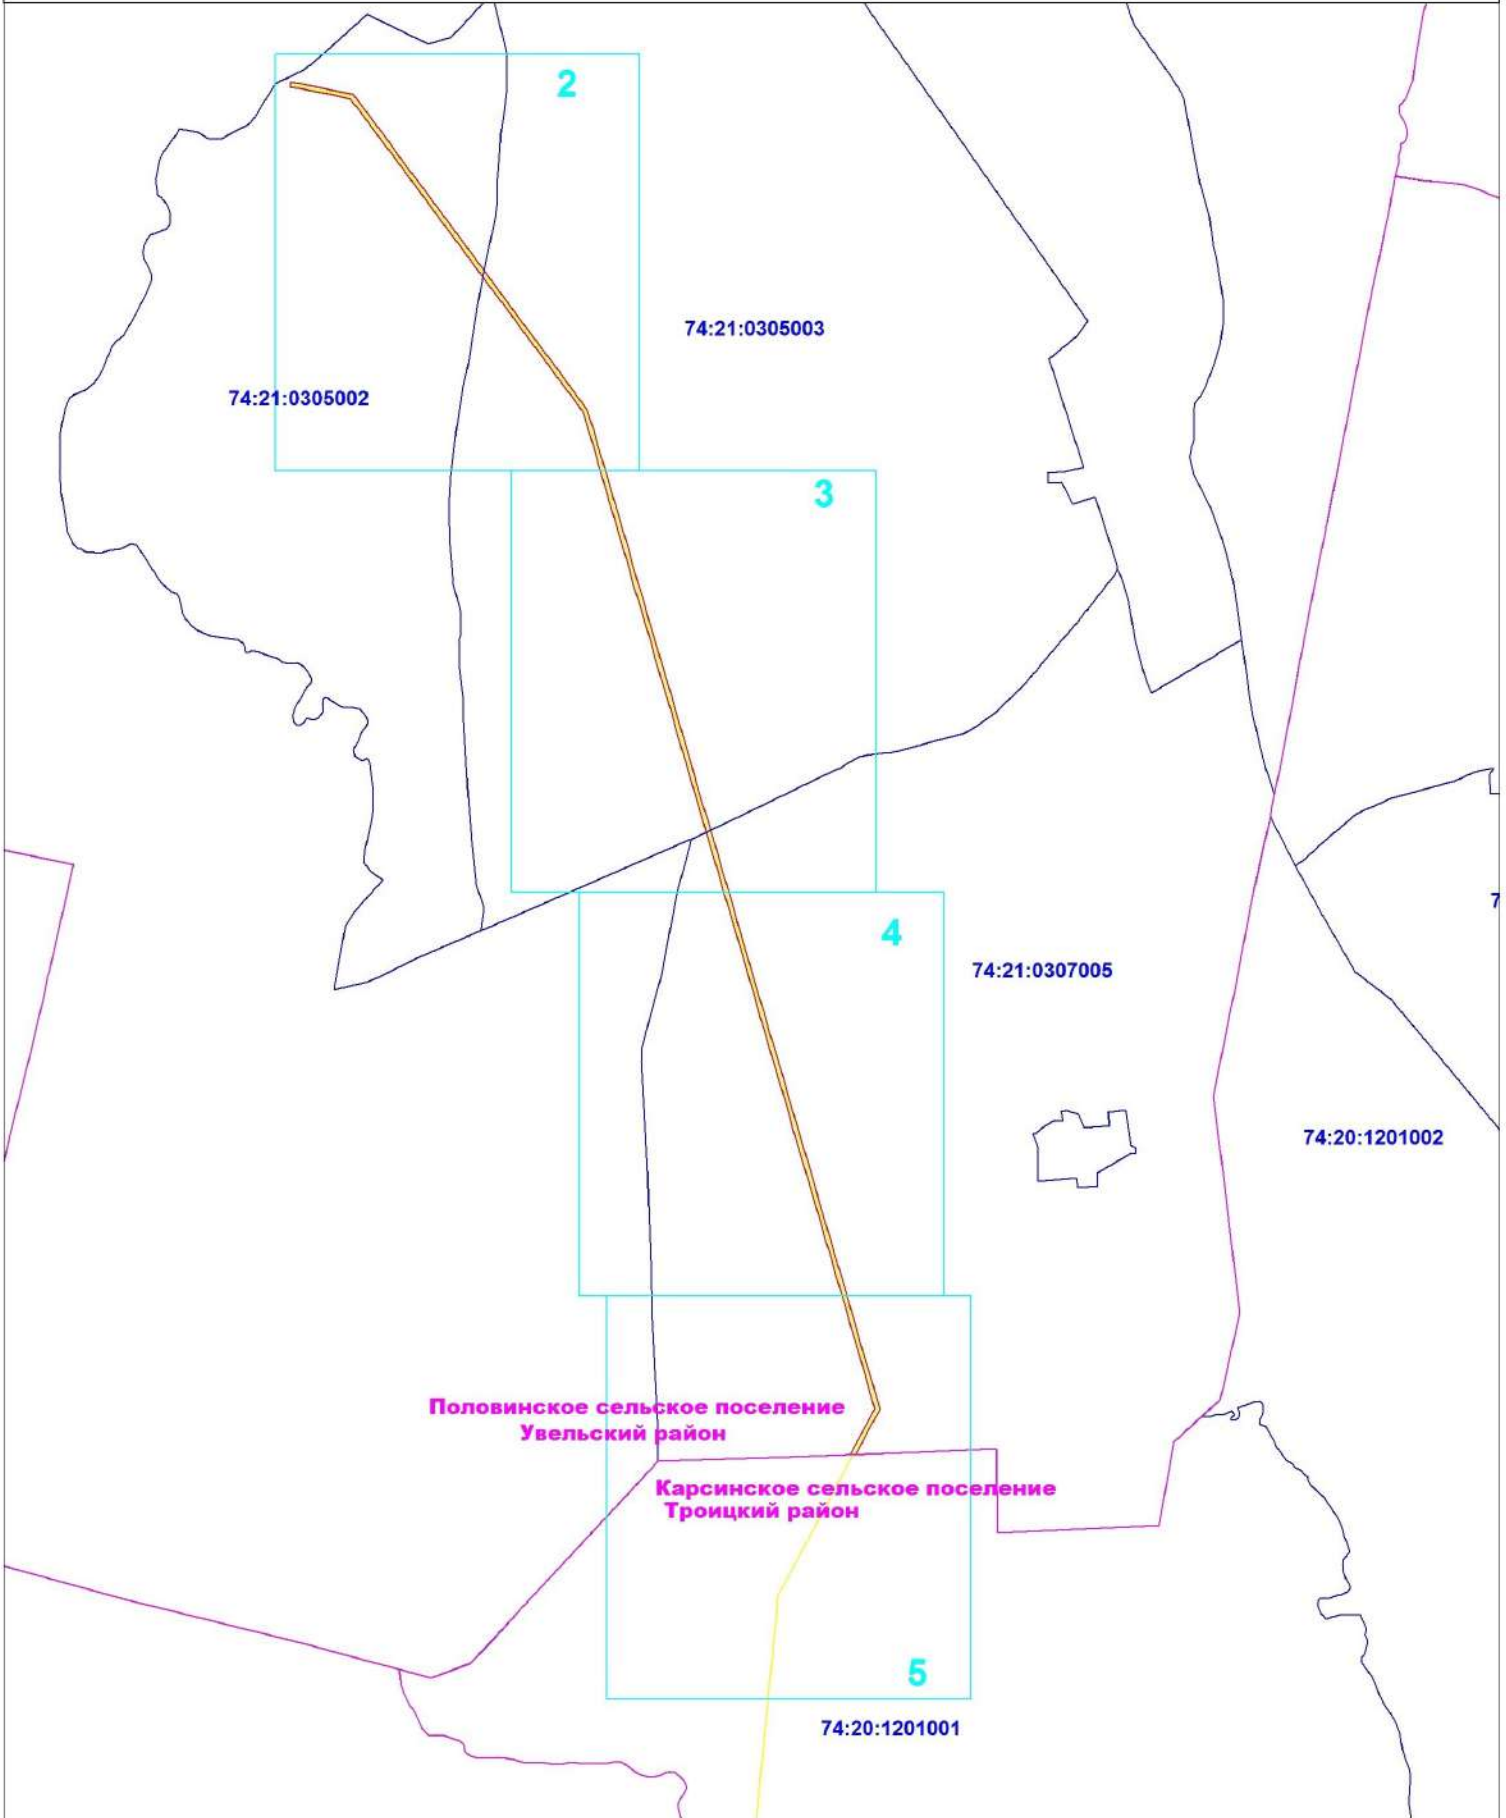 2
74:21:0305003
74:21:0305002
3
4
74:21:0307005
7
74:20:1201002
Половинское сельское поселение
Увельский район
Карсинское сельское поселение
Троицкий район
5
74:20:1201001